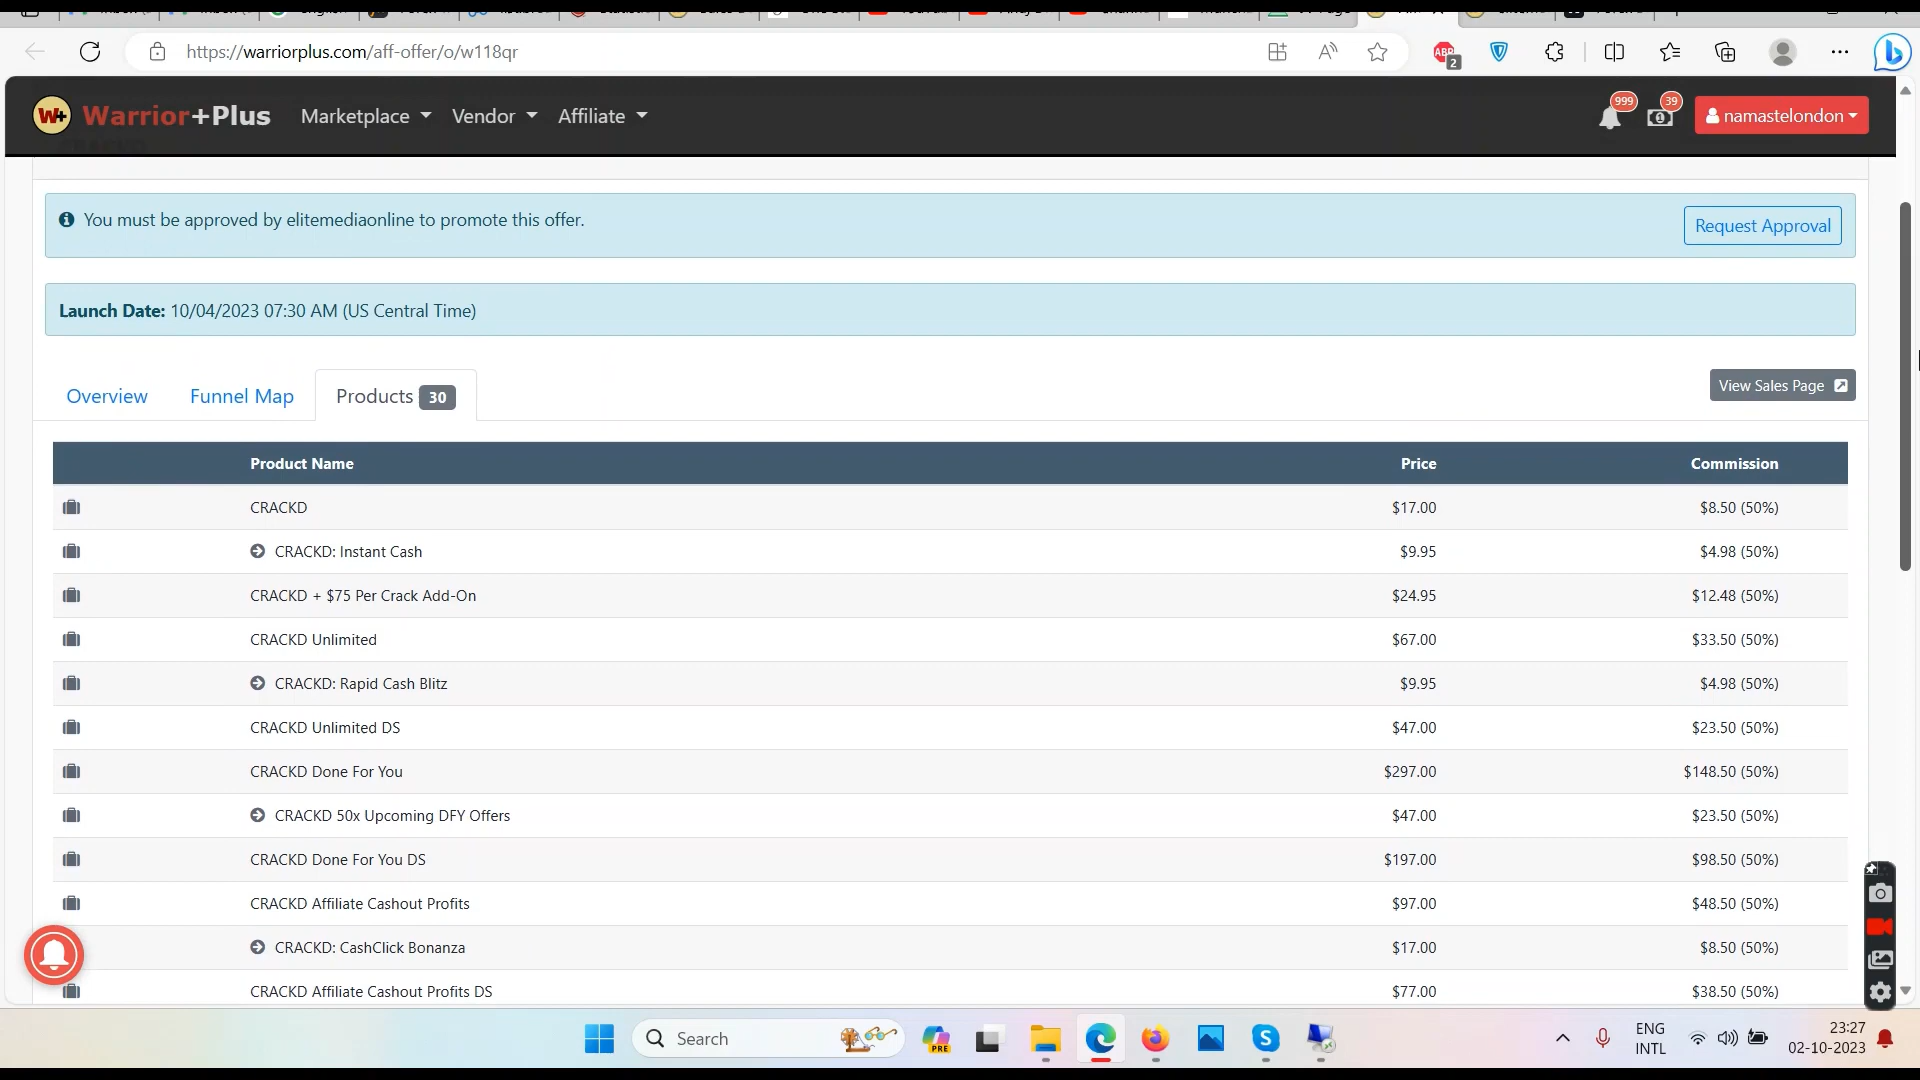 https://warriorplus.com/aff-offer/o/w118qr
ABP
2
W+ Warrior+Plus
Marketplace
Vendor
Affiliate
999
39
namastelondon
You must be approved by elitemediaonline to promote this offer.
Request Approval
Launch Date: 10/04/2023 07:30 AM (US Central Time)
Overview
Funnel Map
Products 30
View Sales Page
Product Name Price Commission
CRACKD $17.00 $8.50 (50%)
CRACKD: Instant Cash $9.95 $4.98 (50%)
CRACKD + $75 Per Crack Add-On $24.95 $12.48 (50%)
CRACKD Unlimited $67.00 $33.50 (50%)
CRACKD: Rapid Cash Blitz $9.95 $4.98 (50%)
CRACKD Unlimited DS $47.00 $23.50 (50%)
CRACKD Done For You $297.00 $148.50 (50%)
CRACKD 50x Upcoming DFY Offers $47.00 $23.50 (50%)
CRACKD Done For You DS $197.00 $98.50 (50%)
CRACKD Affiliate Cashout Profits $97.00 $48.50 (50%)
CRACKD: CashClick Bonanza $17.00 $8.50 (50%)
CRACKD Affiliate Cashout Profits DS $77.00 $38.50 (50%)
Search
PRE
ENG
INTL
23:27
02-10-2023